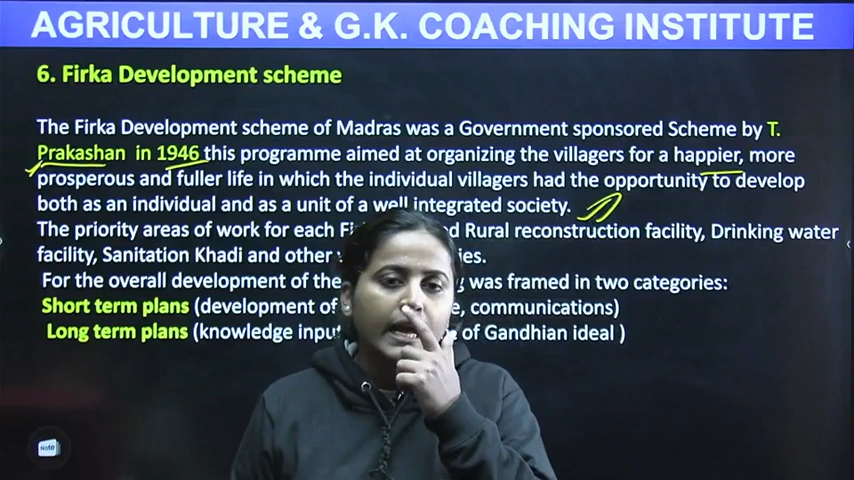 AGRICULTURE & G.K. COACHING INSTITUTE
6. Firka Development scheme
The Firka Development scheme of Madras was a Government sponsored Scheme by T.
Prakashan in 1946 this programme aimed at organizing the villagers for a happier, more
prosperous and fuller life in which the individual villagers had the opportunity to develop
both as an individual and as a unit of a well integrated society.
The priority areas of work for each Rural reconstruction facility, Drinking water
facility, Sanitation Khadi and other
For the overall development of the was framed in two categories:
Short term plans (development of communications)
Long term plans (knowledge of Gandhian ideal )
Note